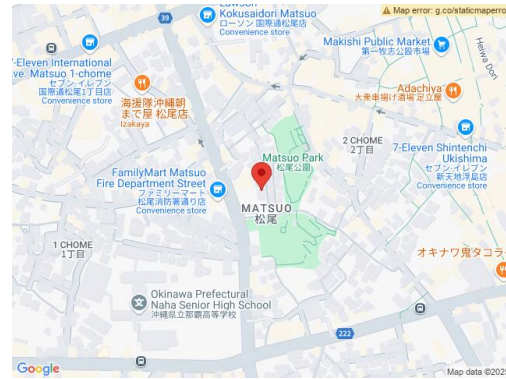 Lawson
Kokusaidori Matsuo
ローソン 国際通松尾店
Convenience store
⚠ Map error: g.co/staticmaperro
39
Makishi Public Market
第一牧志公設市場
Heiwa Dori
7-Eleven International
ve. Matsuo 1-chome
セブン-イレブン
国際通松尾1丁目店
Convenience store
海援隊沖縄朝
まで屋 松尾店
Izakaya
Adachiya
大衆串揚げ酒場 足立屋
2 CHOME
2丁目
7-Eleven Shintenchi
Ukishima
セブン-イレブン
新天地浮島店
Convenience store
Matsuo Park
松尾公園
FamilyMart Matsuo
Fire Department Street
ファミリーマート
松尾消防署通り店
Convenience store
MATSUO
松尾
1 CHOME
1丁目
オキナワ鬼タコラ
Okinawa Prefectural
Naha Senior High School
沖縄県立那覇高等学校
222
Google
Map data ©2025